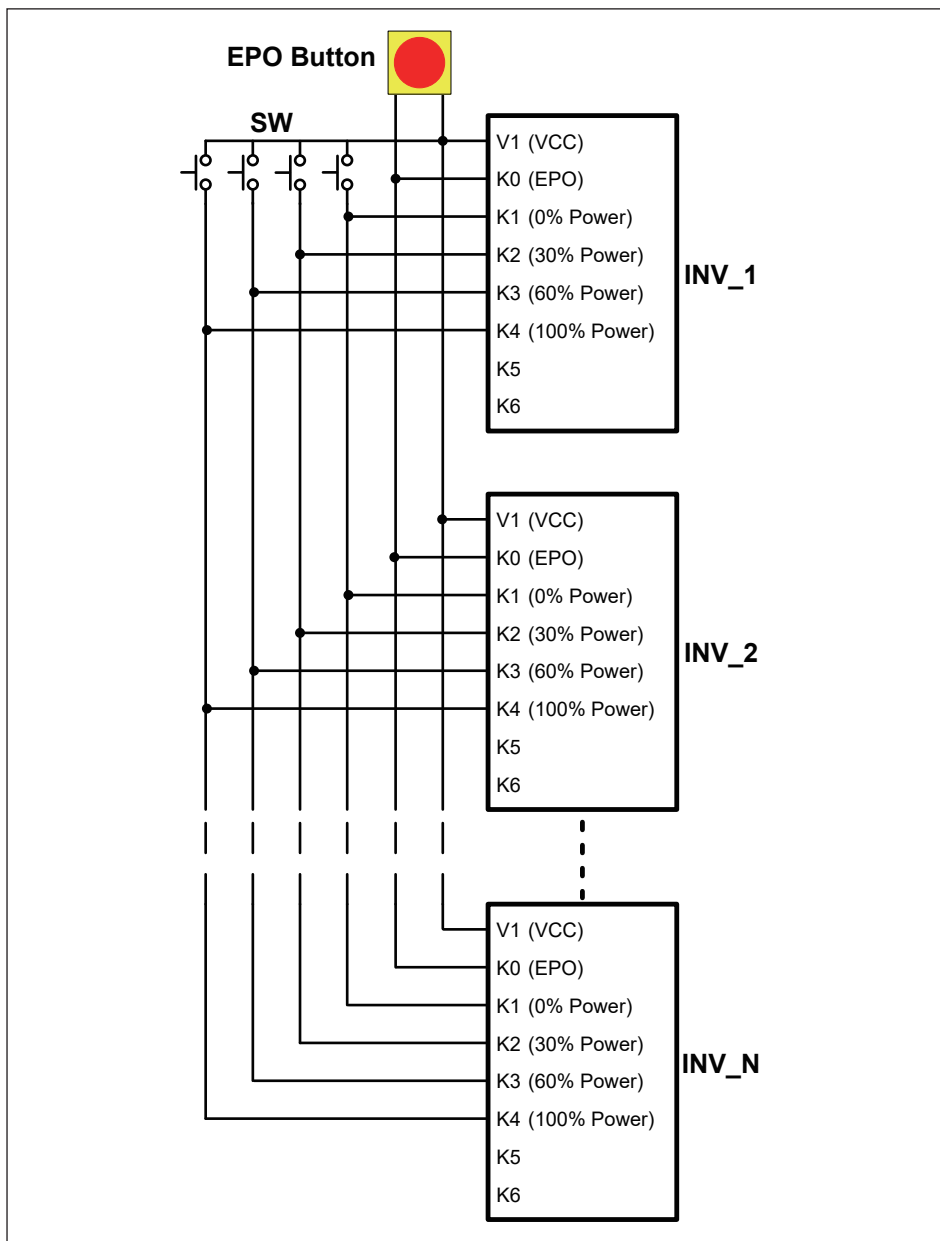 EPO Button
SW
V1 (VCC)
K0 (EPO)
K1 (0% Power)
K2 (30% Power)
K3 (60% Power)
K4 (100% Power)
K5
K6
INV_1
V1 (VCC)
K0 (EPO)
K1 (0% Power)
K2 (30% Power)
K3 (60% Power)
K4 (100% Power)
K5
K6
INV_2
V1 (VCC)
K0 (EPO)
K1 (0% Power)
K2 (30% Power)
K3 (60% Power)
K4 (100% Power)
K5
K6
INV_N